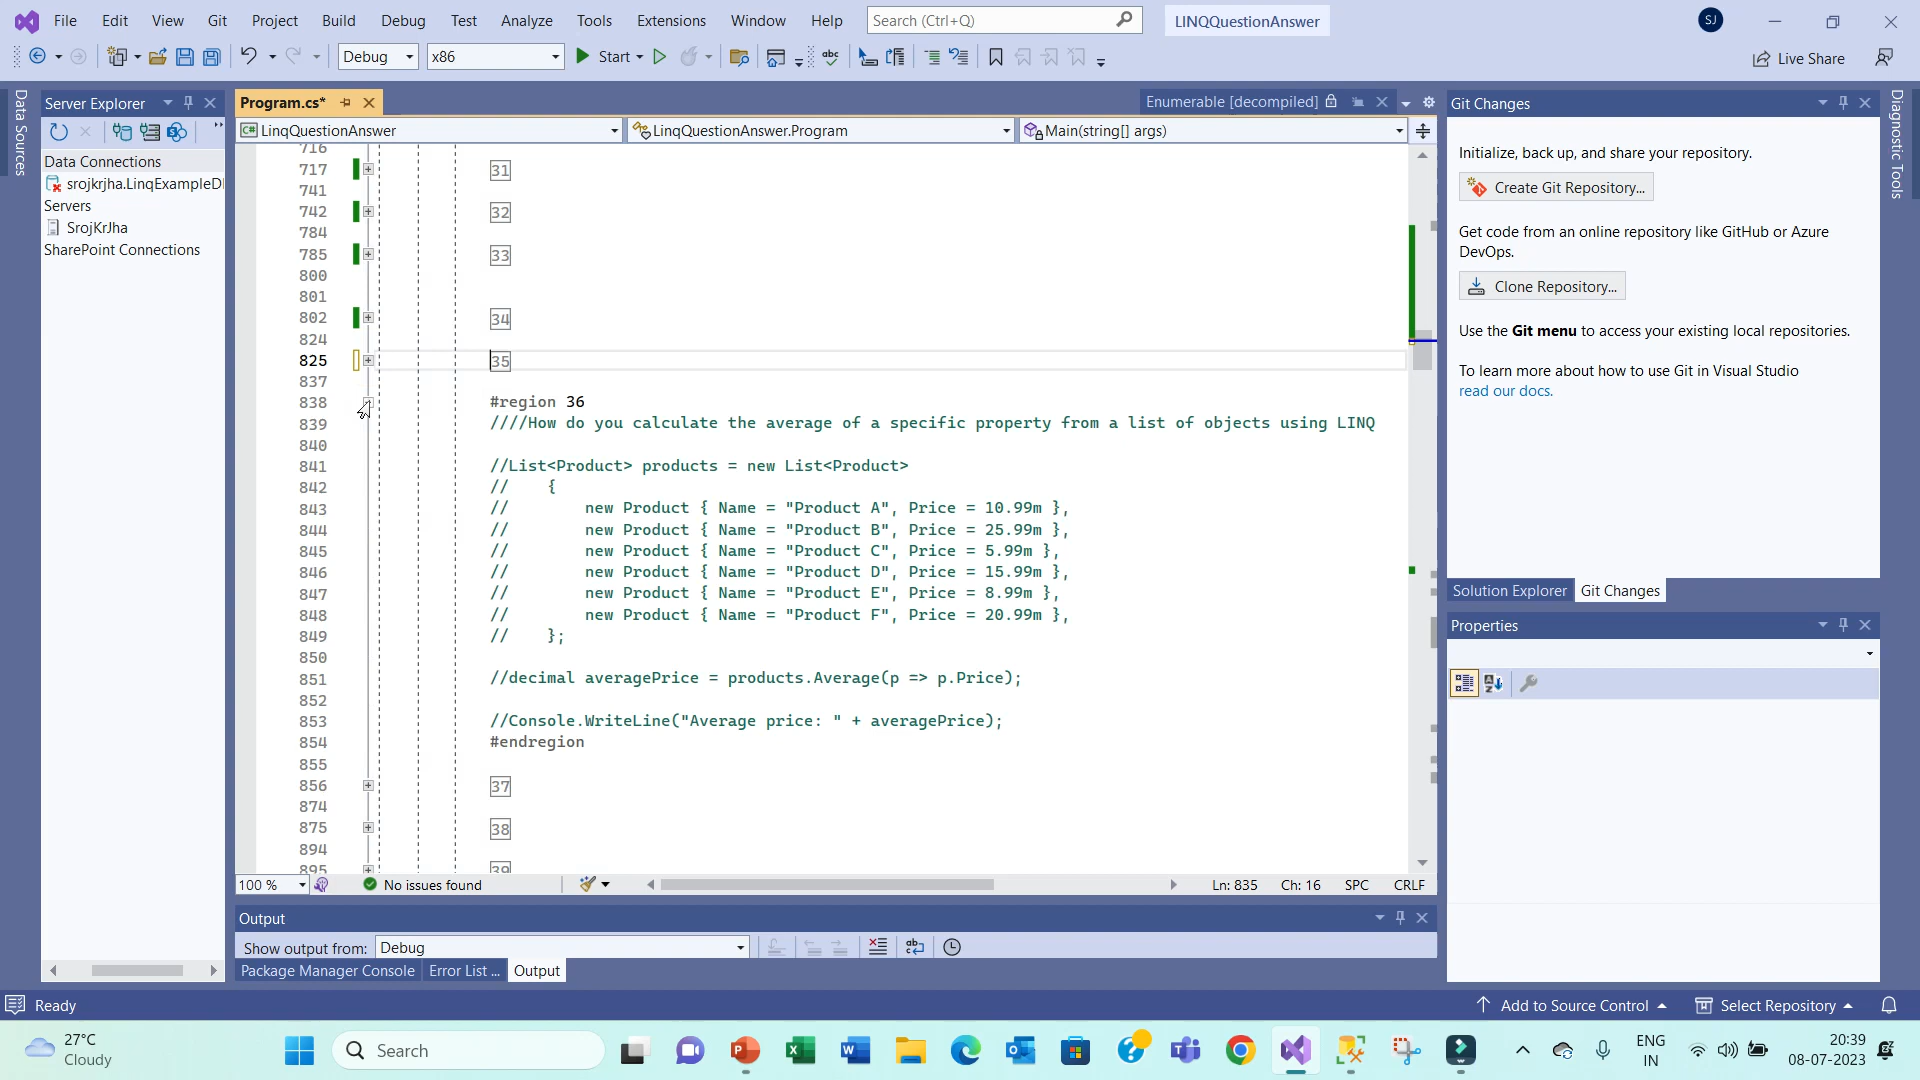 File Edit View Git Project Build Debug Test Analyze Tools Extensions Window Help Search (Ctrl+Q) LINQQuestionAnswer SJ
Debug x86 Start Live Share
Data Sources
Server Explorer
Data Connections
srojkrjha.LinqExampleDl
Servers
SrojKrJha
SharePoint Connections
Program.cs* Enumerable [decompiled]
LinqQuestionAnswer LinqQuestionAnswer.Program Main(string[] args)
716
717 31
741
742 32
784
785 33
800
801
802 34
824
825 35
837
838 #region 36
839 ////How do you calculate the average of a specific property from a list of objects using LINQ
840
841 //List<Product> products = new List<Product>
842 // {
843 // new Product { Name = "Product A", Price = 10.99m },
844 // new Product { Name = "Product B", Price = 25.99m },
845 // new Product { Name = "Product C", Price = 5.99m },
846 // new Product { Name = "Product D", Price = 15.99m },
847 // new Product { Name = "Product E", Price = 8.99m },
848 // new Product { Name = "Product F", Price = 20.99m },
849 // };
850
851 //decimal averagePrice = products.Average(p => p.Price);
852
853 //Console.WriteLine("Average price: " + averagePrice);
854 #endregion
855
856 37
874
875 38
894
895 39
100 % No issues found Ln: 835 Ch: 16 SPC CRLF
Output
Show output from: Debug
Package Manager Console Error List ... Output
Git Changes
Initialize, back up, and share your repository.
Create Git Repository...
Get code from an online repository like GitHub or Azure
DevOps.
Clone Repository...
Use the Git menu to access your existing local repositories.
To learn more about how to use Git in Visual Studio
read our docs.
Solution Explorer Git Changes
Properties
Diagnostic Tools
Ready Add to Source Control Select Repository
27°C
Cloudy
Search
ENG
IN
20:39
08-07-2023